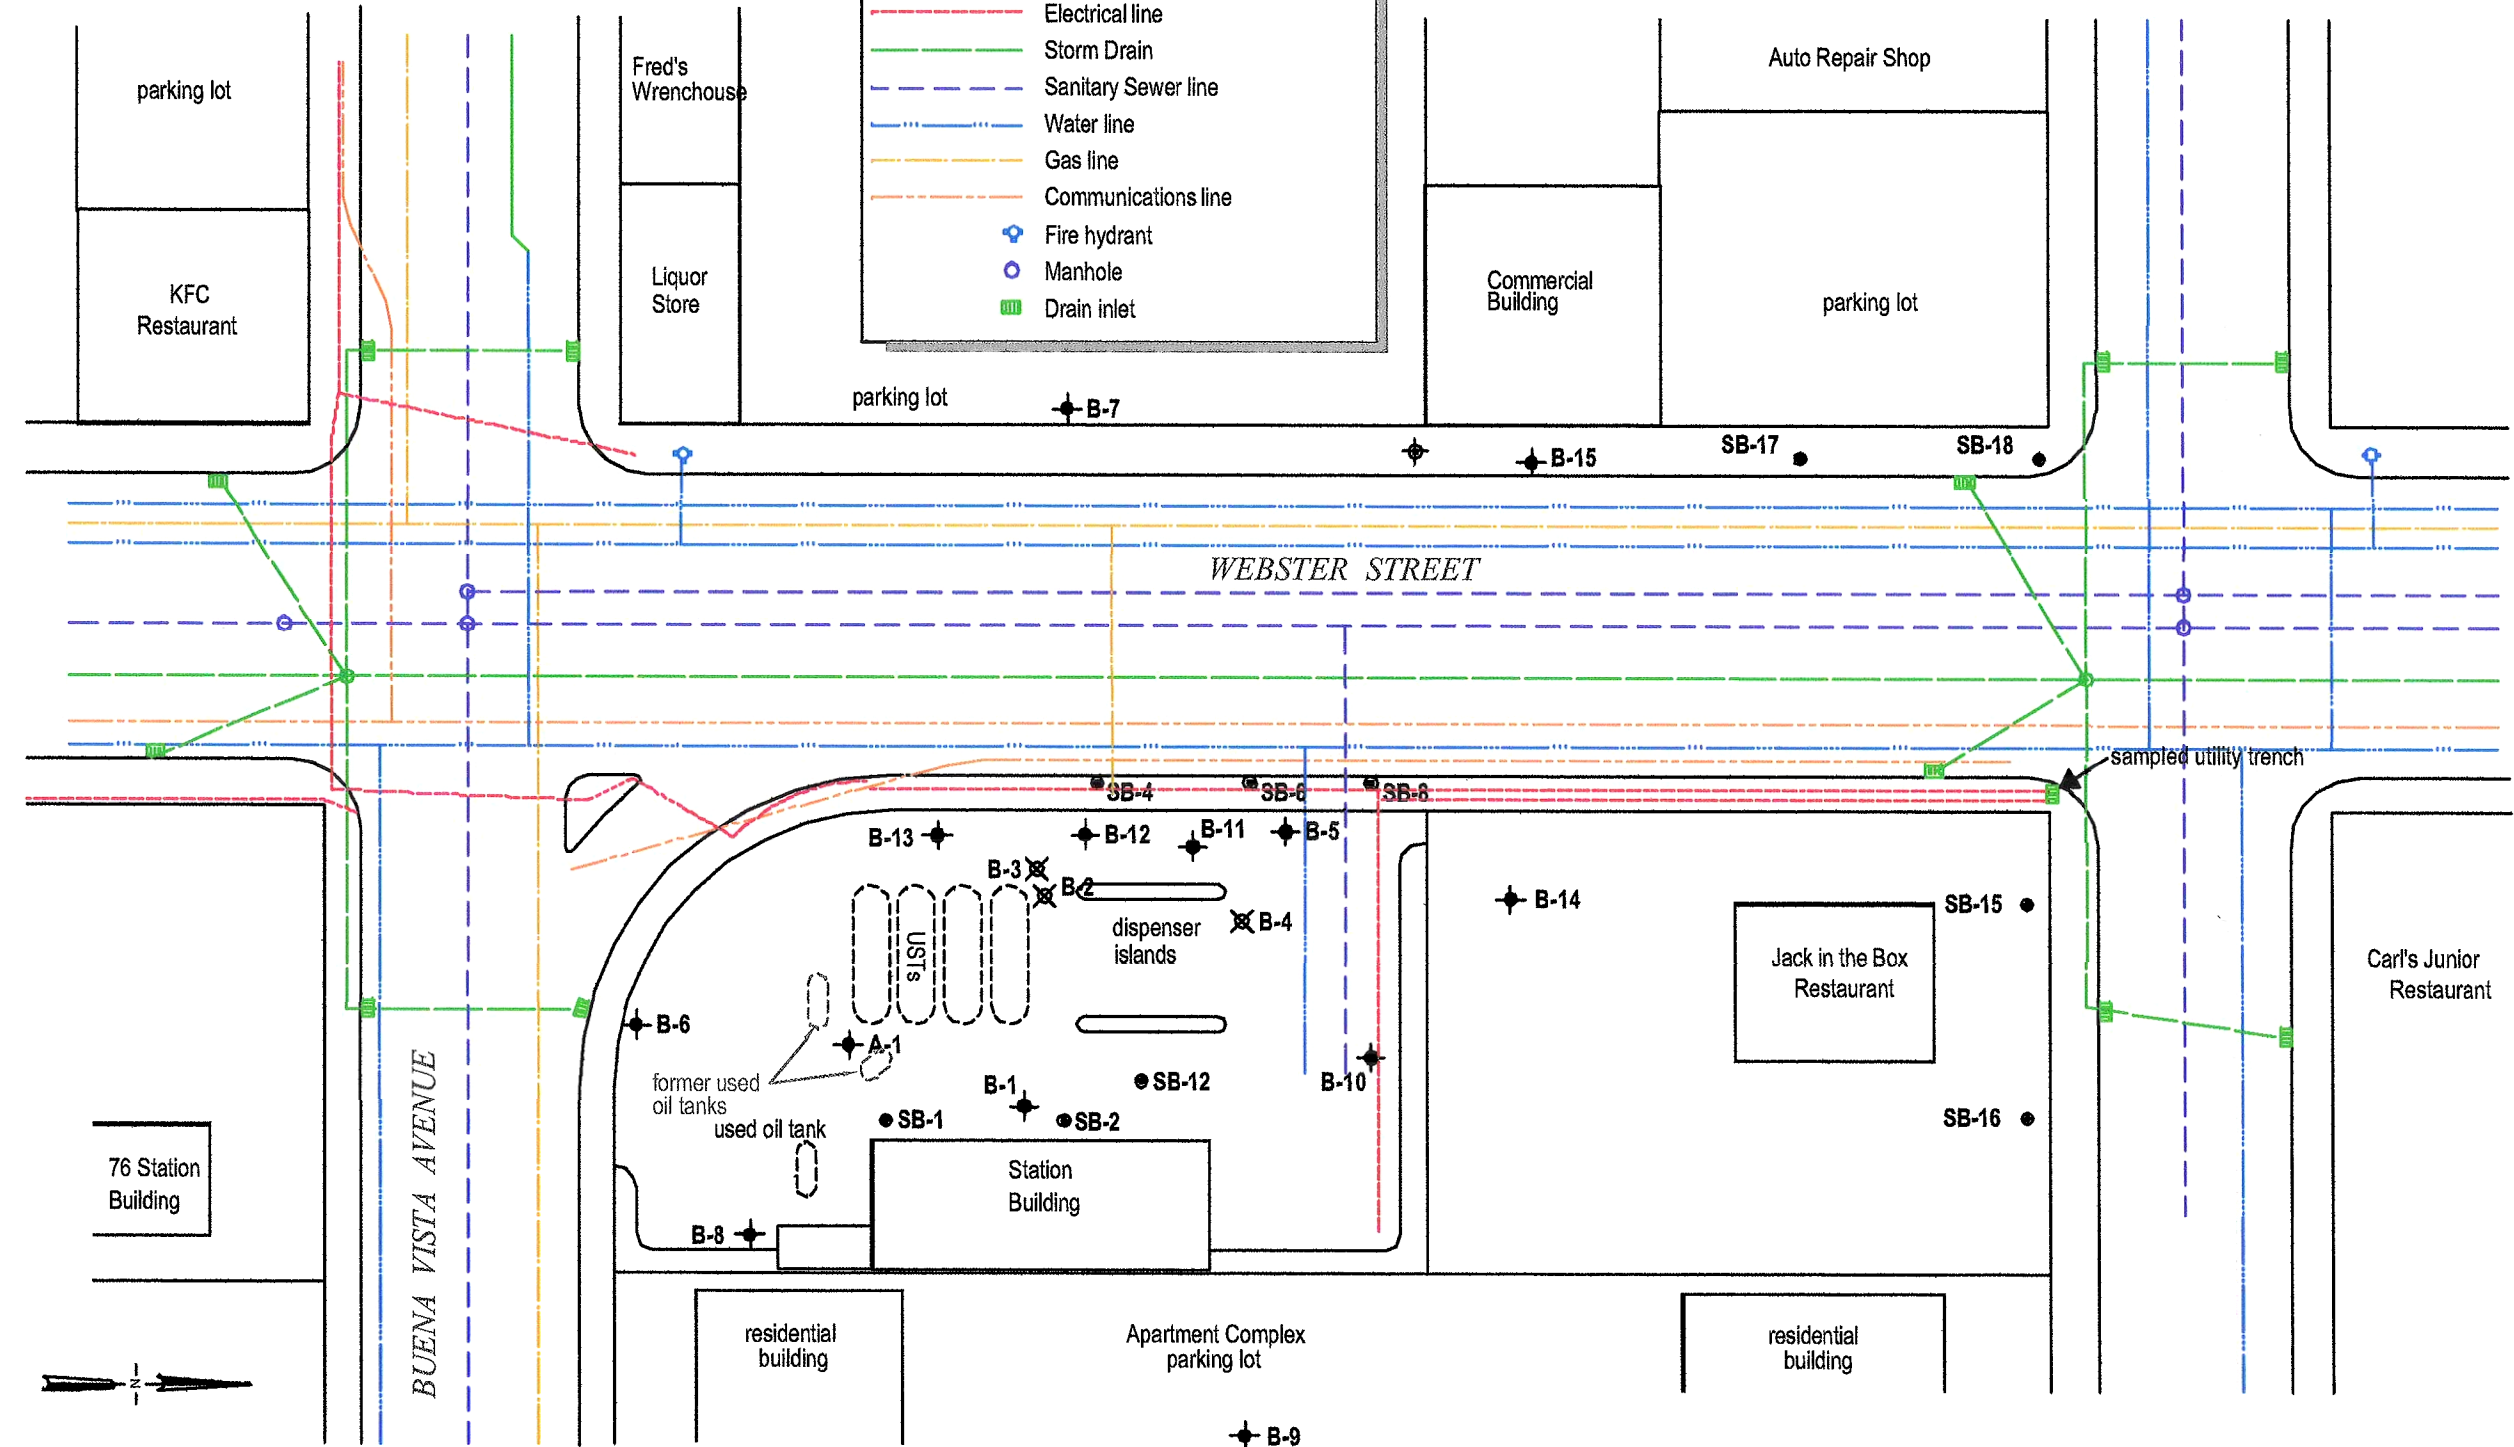 Electrical line
Storm Drain
Sanitary Sewer line
Water line
Gas line
Communications line
Fire hydrant
Manhole
Drain inlet
parking lot
Fred's
Wrenchouse
Auto Repair Shop
KFC
Restaurant
Liquor
Store
Commercial
Building
parking lot
parking lot
B-7
B-15
SB-17
SB-18
WEBSTER STREET
sampled utility trench
SB-4
SB-6
SB-8
B-13
B-12
B-11
B-5
B-3
B-2
B-4
B-14
SB-15
dispenser
islands
USTs
Jack in the Box
Restaurant
Carl's Junior
Restaurant
B-6
A-1
former used
oil tanks
B-1
SB-12
B-10
used oil tank
SB-1
SB-2
SB-16
76 Station
Building
Station
Building
B-8
BUENA VISTA AVENUE
residential
building
Apartment Complex
parking lot
residential
building
N
B-9